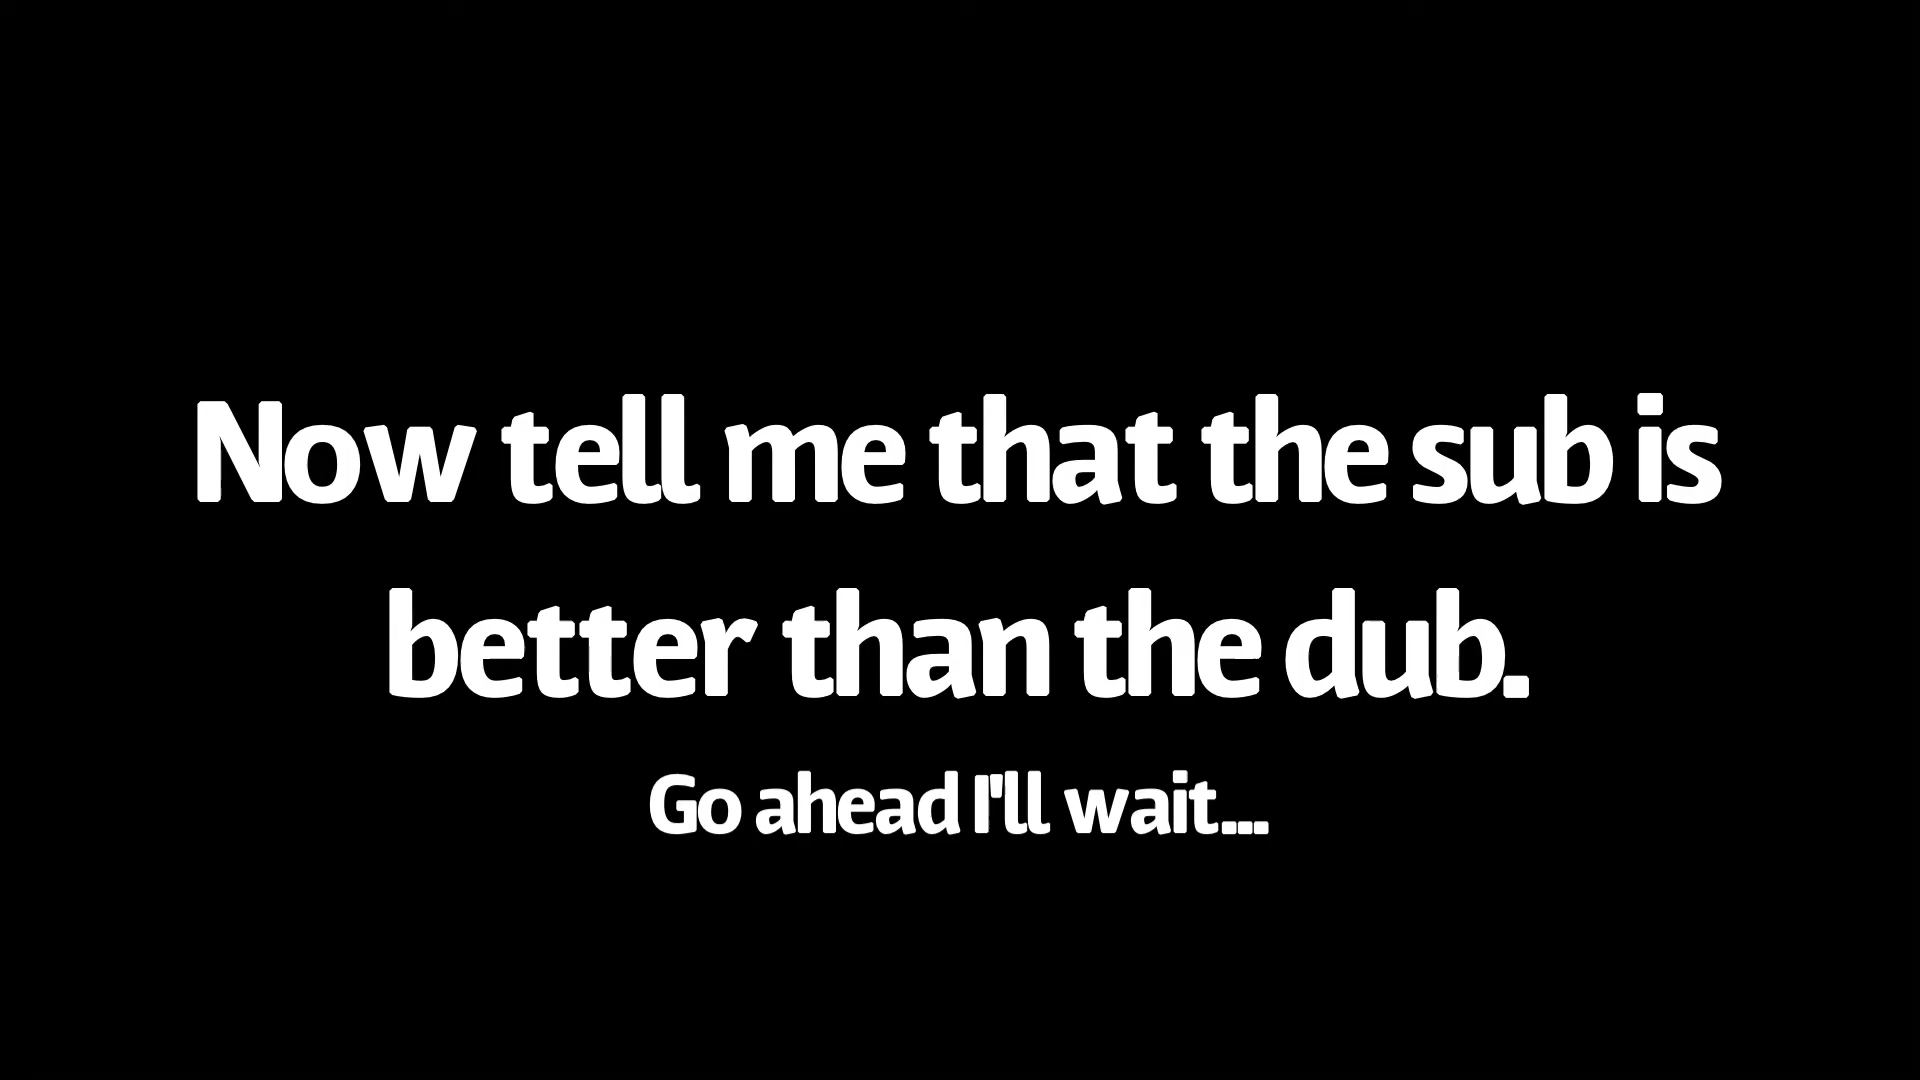 Now tell me that the sub is
better than the dub.
Go ahead I'll wait...